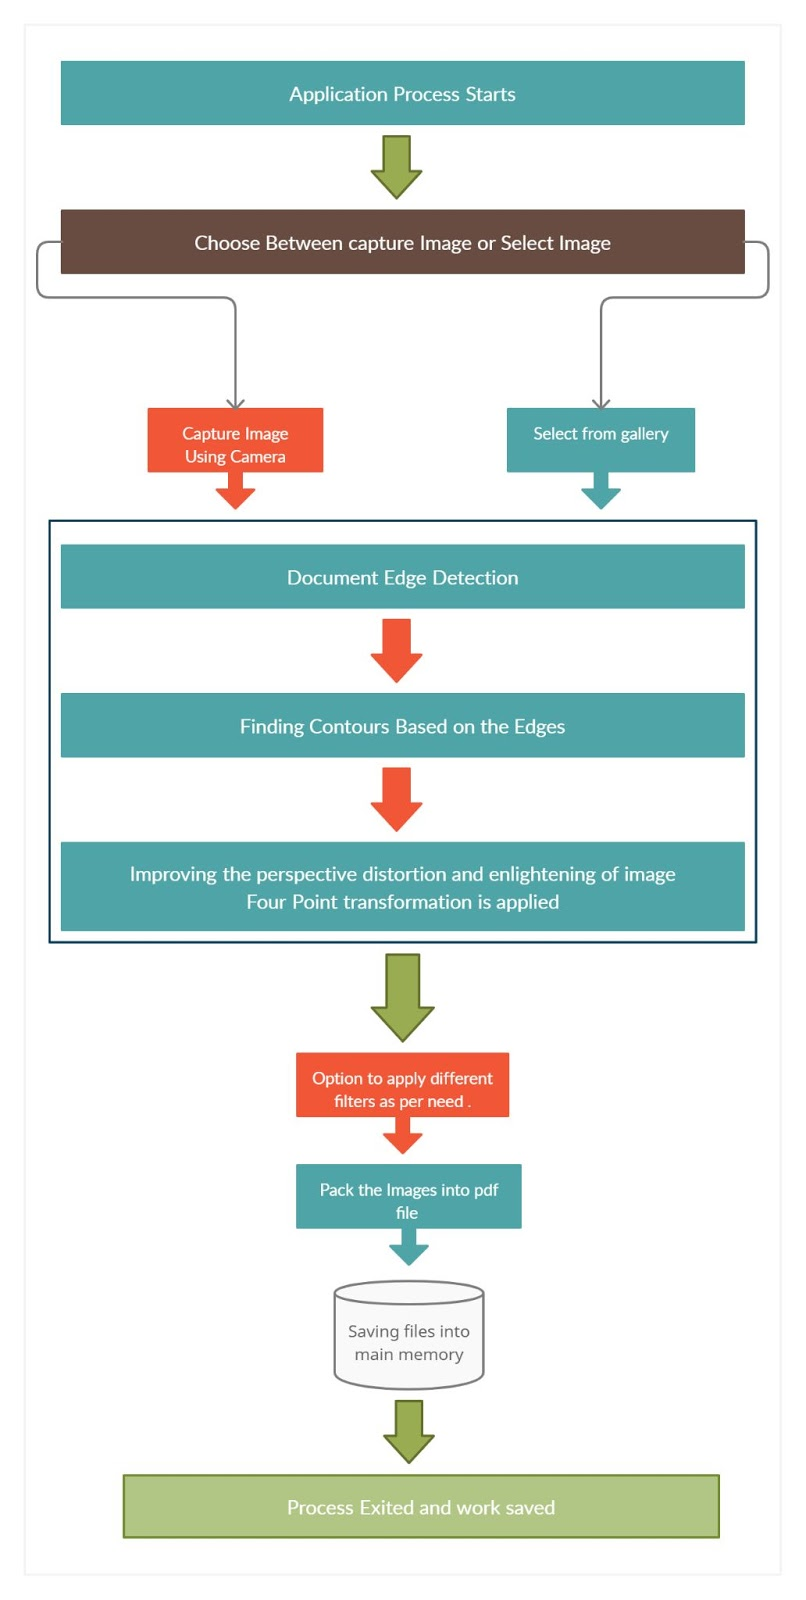 Application Process Starts
Choose Between capture Image or Select Image
Capture Image
Using Camera
Select from gallery
Document Edge Detection
Finding Contours Based on the Edges
Improving the perspective distortion and enlightening of image
Four Point transformation is applied
Option to apply different
filters as per need .
Pack the Images into pdf
file
Saving files into
main memory
Process Exited and work saved